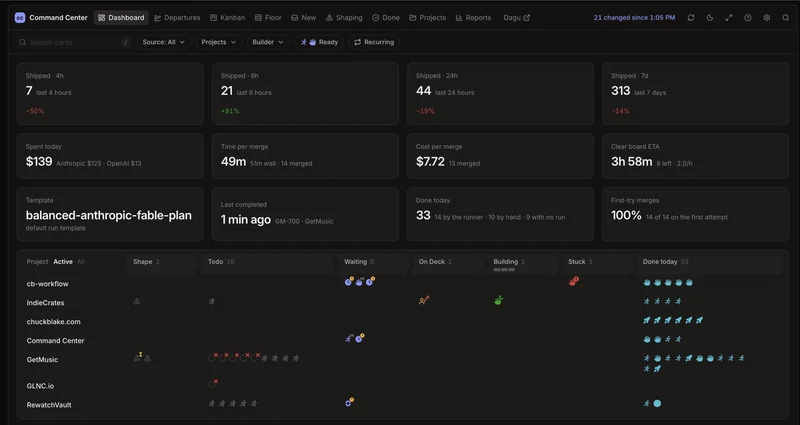 cc Command Center Dashboard Departures Kanban Floor New Shaping Done Projects Reports Dagu 21 changed since 1:05 PM
Search cards / Source: All Projects Builder Ready Recurring
Shipped · 4h
7 last 4 hours
-50%
Shipped · 8h
21 last 8 hours
+91%
Shipped · 24h
44 last 24 hours
-19%
Shipped · 7d
313 last 7 days
-14%
Spent today
$139 Anthropic $125 · OpenAI $13
Time per merge
49m 51m wall · 14 merged
Cost per merge
$7.72 13 merged
Clear board ETA
3h 58m 8 left · 2.0/h
Template
balanced-anthropic-fable-plan
default run template
Last completed
1 min ago GM-700 · GetMusic
Done today
33 14 by the runner · 10 by hand · 9 with no run
First-try merges
100% 14 of 14 on the first attempt
Project Active All Shape 3 Todo 16 Waiting 6 On Deck 1 Building 1 Stuck 1 Done today 33
cb-workflow
IndieCrates
chuckblake.com
Command Center
GetMusic
GLNC.io
RewatchVault